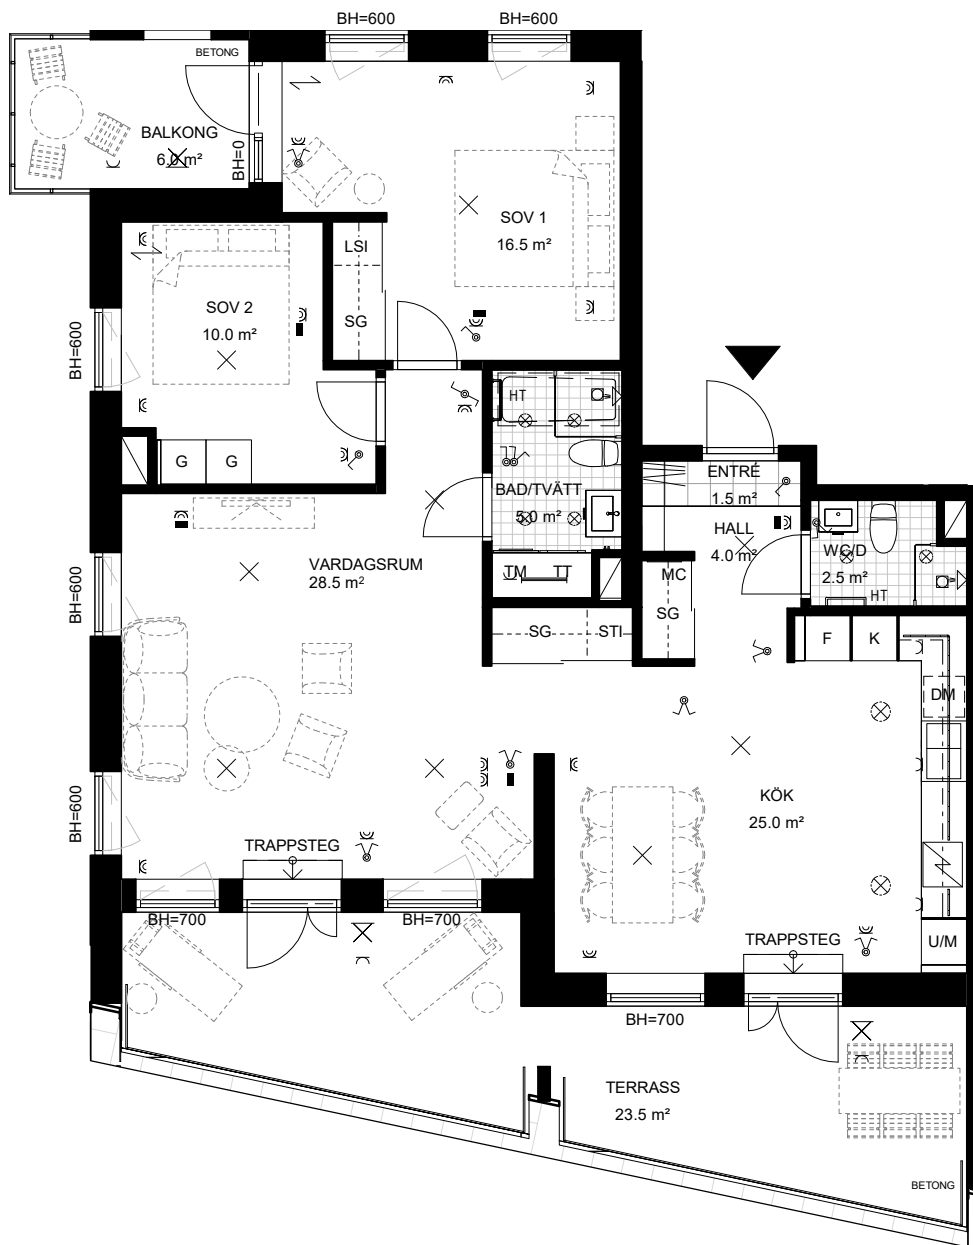 BH=600
BH=600
BETONG
BALKONG
6.0 m²
BH=0
SOV 1
16.5 m²
LSI
SG
SOV 2
10.0 m²
BH=600
HT
G
G
BAD/TVÄTT
5.0 m²
ENTRÉ
1.5 m²
HALL
4.0 m²
WC/D
2.5 m²
HT
VARDAGSRUM
28.5 m²
TM
TT
MC
SG
BH=600
SG
STI
F
K
DM
KÖK
25.0 m²
BH=600
TRAPPSTEG
BH=700
BH=700
U/M
TRAPPSTEG
BH=700
TERRASS
23.5 m²
BETONG